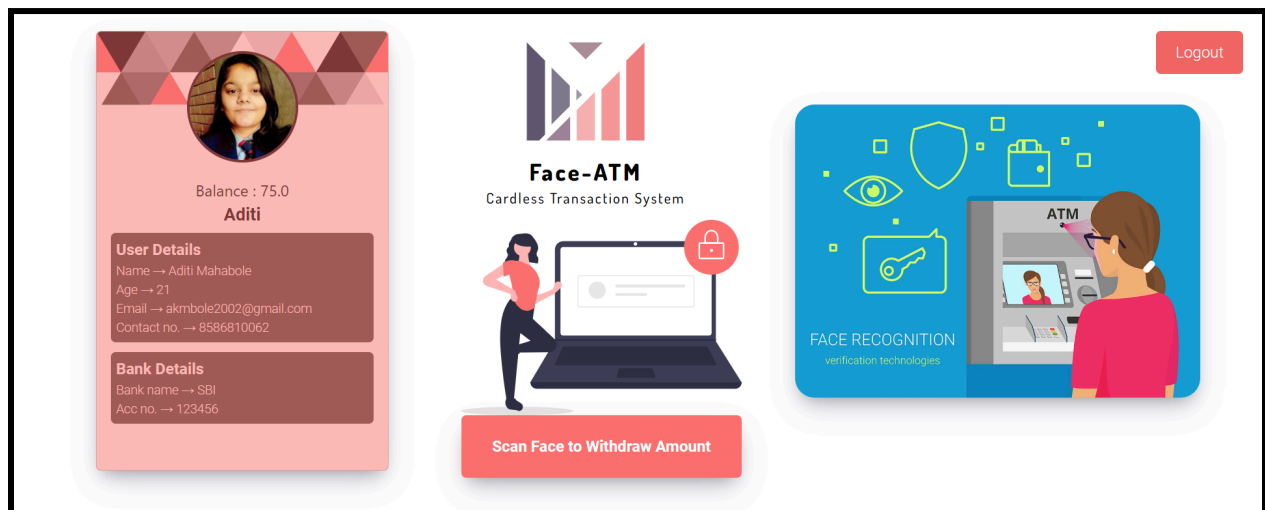 Balance : 75.0
Aditi
User Details
Name → Aditi Mahabole
Age → 21
Email → akmbole2002@gmail.com
Contact no. → 8586810062
Bank Details
Bank name → SBI
Acc no. → 123456
Face-ATM
Cardless Transaction System
Scan Face to Withdraw Amount
Logout
ATM
FACE RECOGNITION
verification technologies